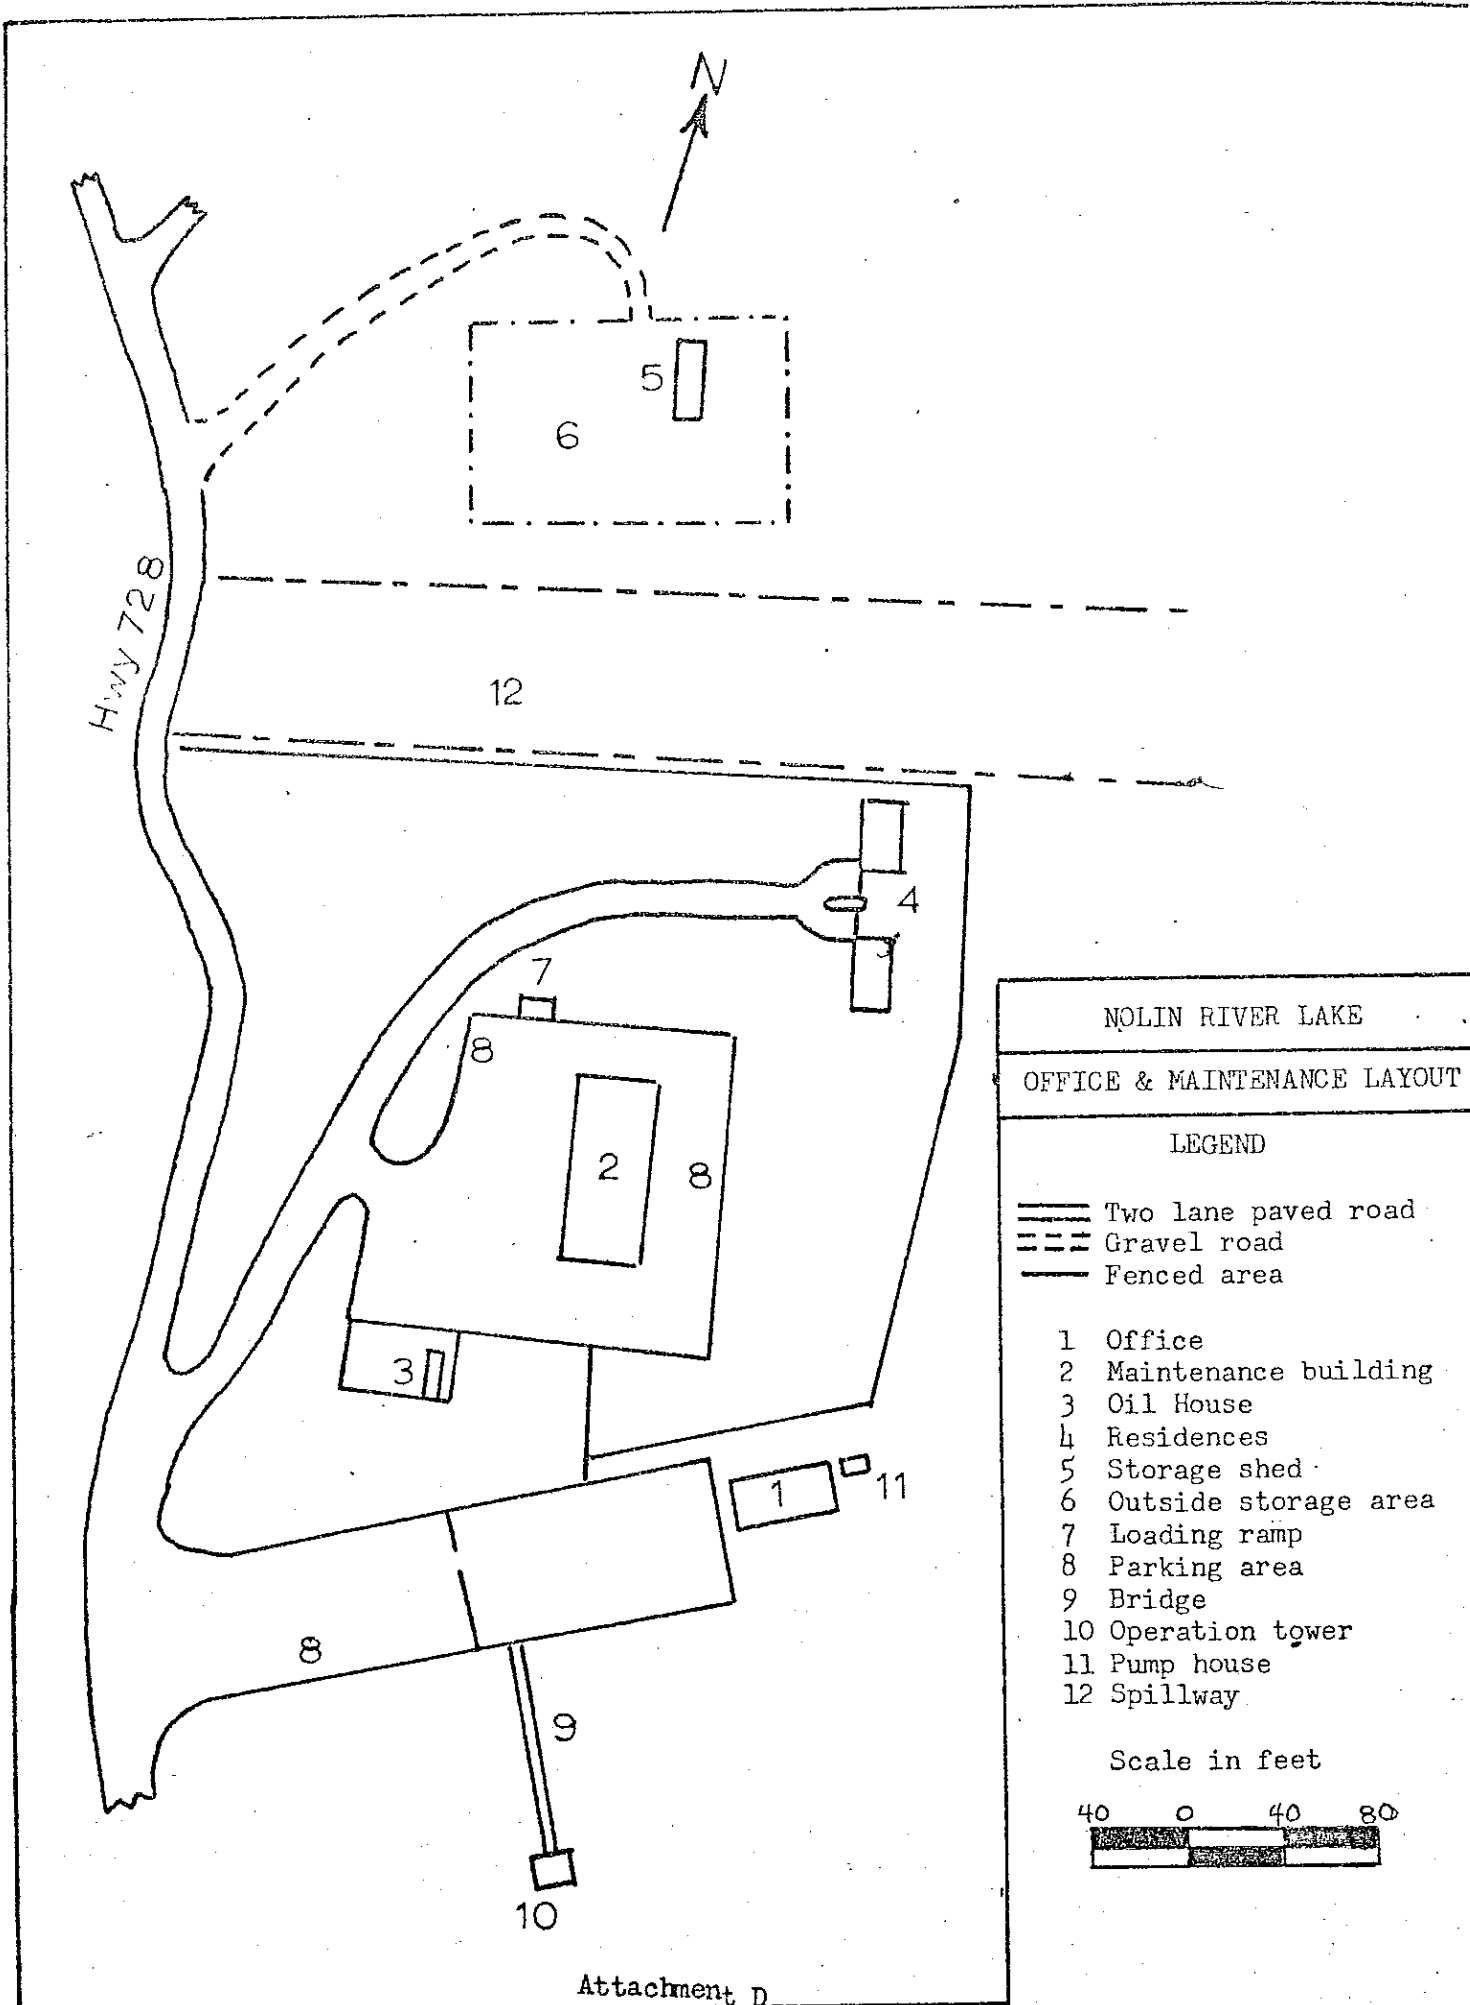 N
5
6
Hwy 728
12
4
7
8
2
8
3
1
11
8
9
10
NOLIN RIVER LAKE
OFFICE & MAINTENANCE LAYOUT
LEGEND
Two lane paved road
Gravel road
Fenced area
1 Office
2 Maintenance building
3 Oil House
4 Residences
5 Storage shed
6 Outside storage area
7 Loading ramp
8 Parking area
9 Bridge
10 Operation tower
11 Pump house
12 Spillway
Scale in feet
40 0 40 80
Attachment D